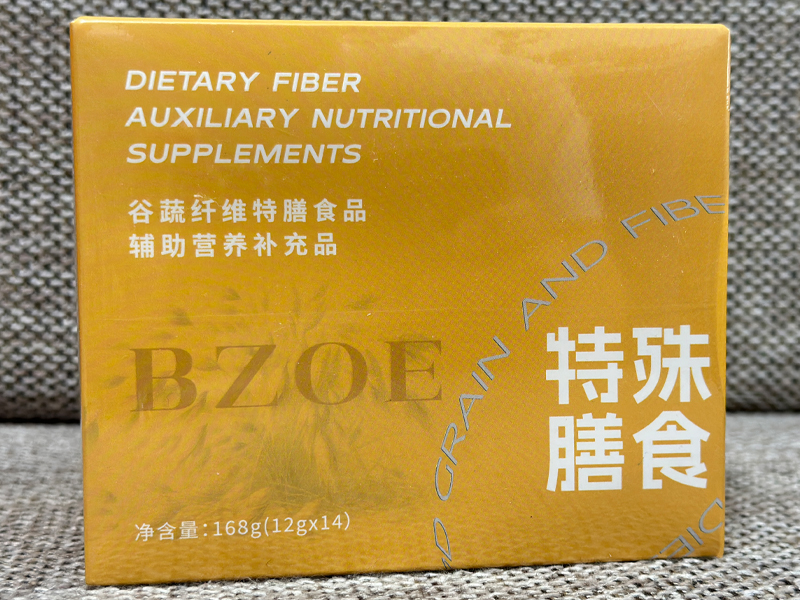 DIETARY FIBER
AUXILIARY NUTRITIONAL
SUPPLEMENTS
谷蔬纤维特膳食品
辅助营养补充品
GRAIN AND FIBE
BZOE
特殊
膳食
净含量:168g(12gx14)